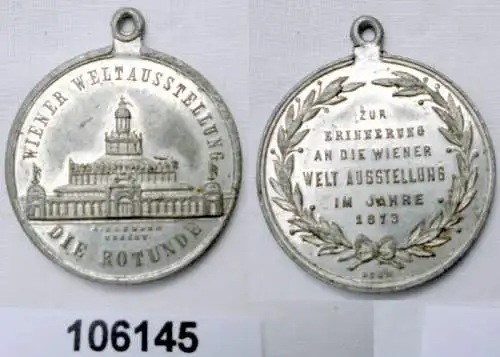 WIENER WELTAUSSTELLUNG
DIE ROTUNDE
ZUR
ERINNERUNG
AN DIE WIENER
WELT AUSSTELLUNG
IM JAHRE
1873
106145